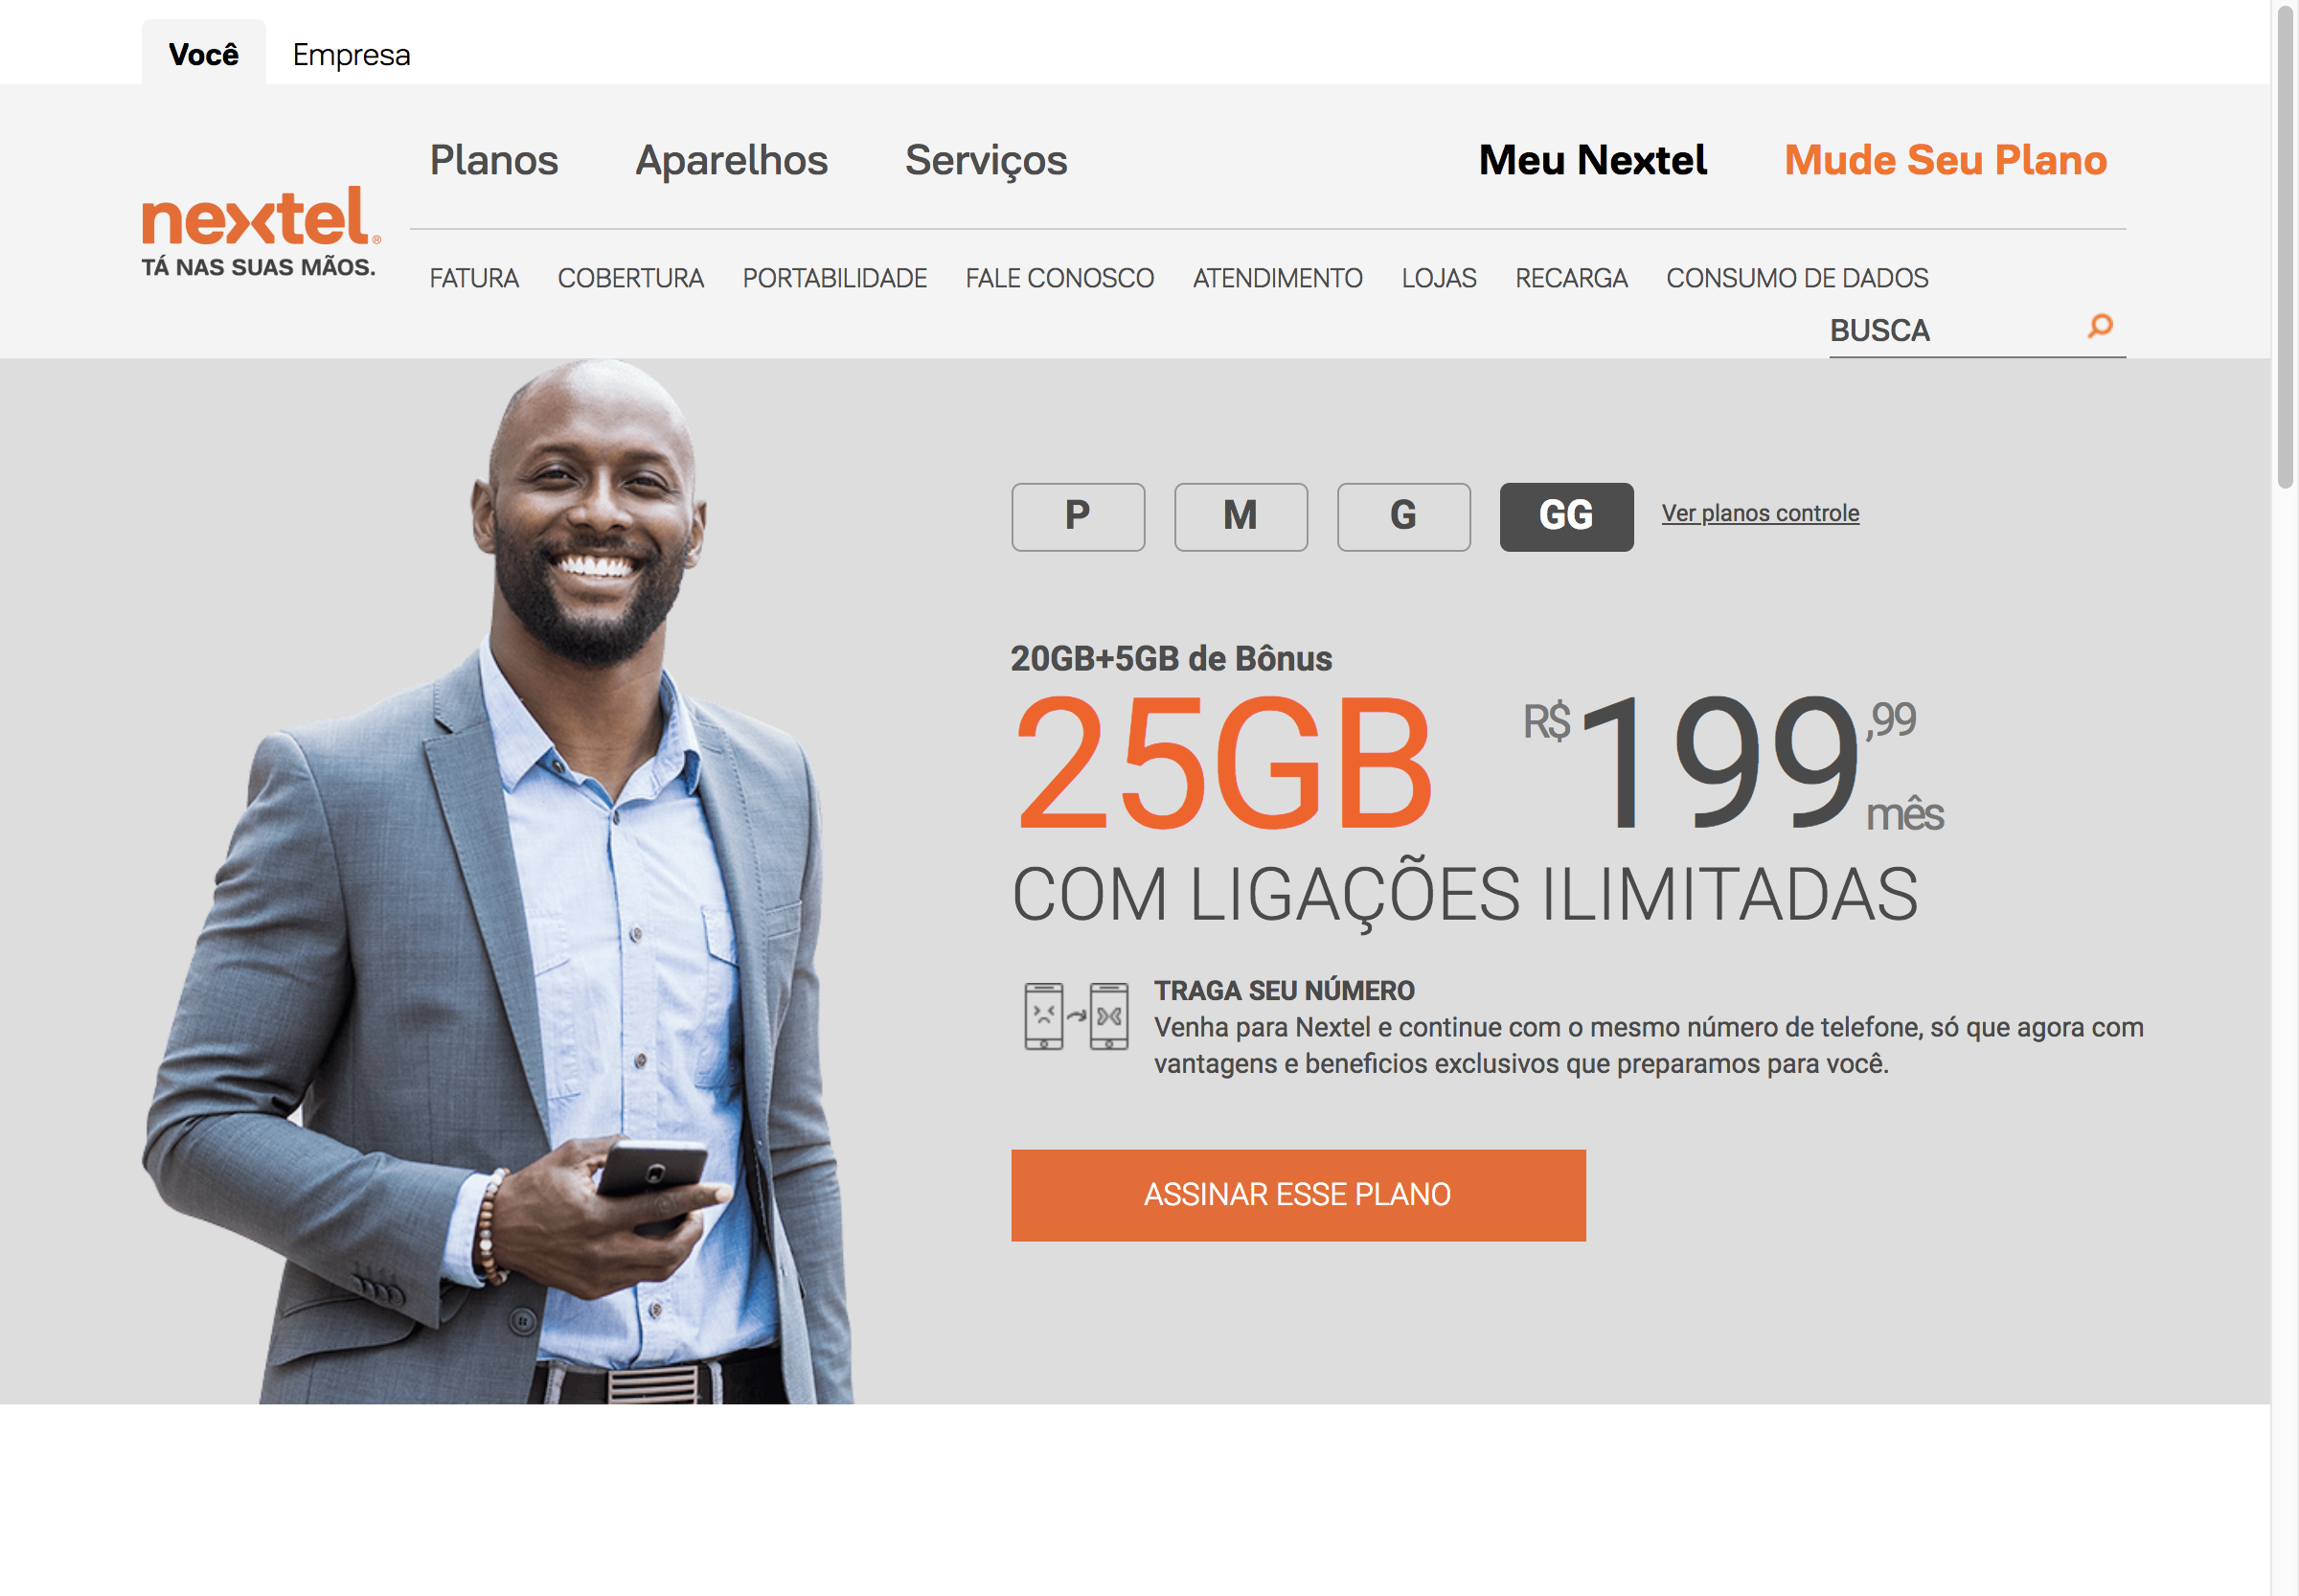 Você Empresa
Planos Aparelhos Serviços Meu Nextel Mude Seu Plano
nextel®
TÁ NAS SUAS MÃOS.
FATURA COBERTURA PORTABILIDADE FALE CONOSCO ATENDIMENTO LOJAS RECARGA CONSUMO DE DADOS
BUSCA
P M G GG Ver planos controle
20GB+5GB de Bônus
25GB R$199,99 mês
COM LIGAÇÕES ILIMITADAS
TRAGA SEU NÚMERO
Venha para Nextel e continue com o mesmo número de telefone, só que agora com
vantagens e beneficios exclusivos que preparamos para você.
ASSINAR ESSE PLANO